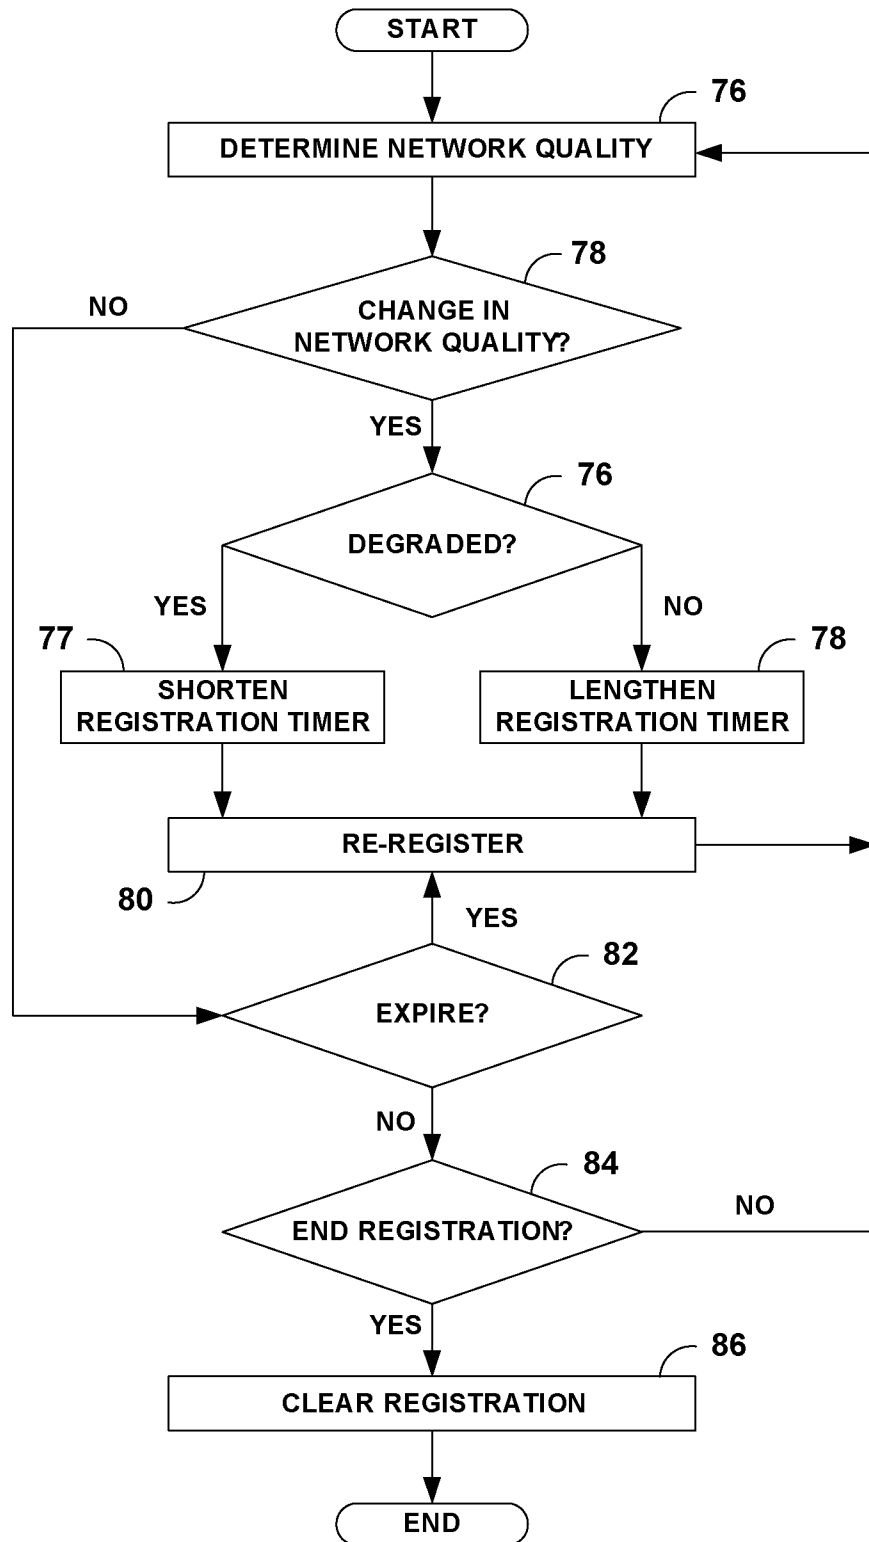 START
76
DETERMINE NETWORK QUALITY
78
NO
CHANGE IN
NETWORK QUALITY?
YES
76
DEGRADED?
YES
NO
77
78
SHORTEN
REGISTRATION TIMER
LENGTHEN
REGISTRATION TIMER
RE-REGISTER
80
YES
82
EXPIRE?
NO
84
END REGISTRATION?
NO
YES
86
CLEAR REGISTRATION
END